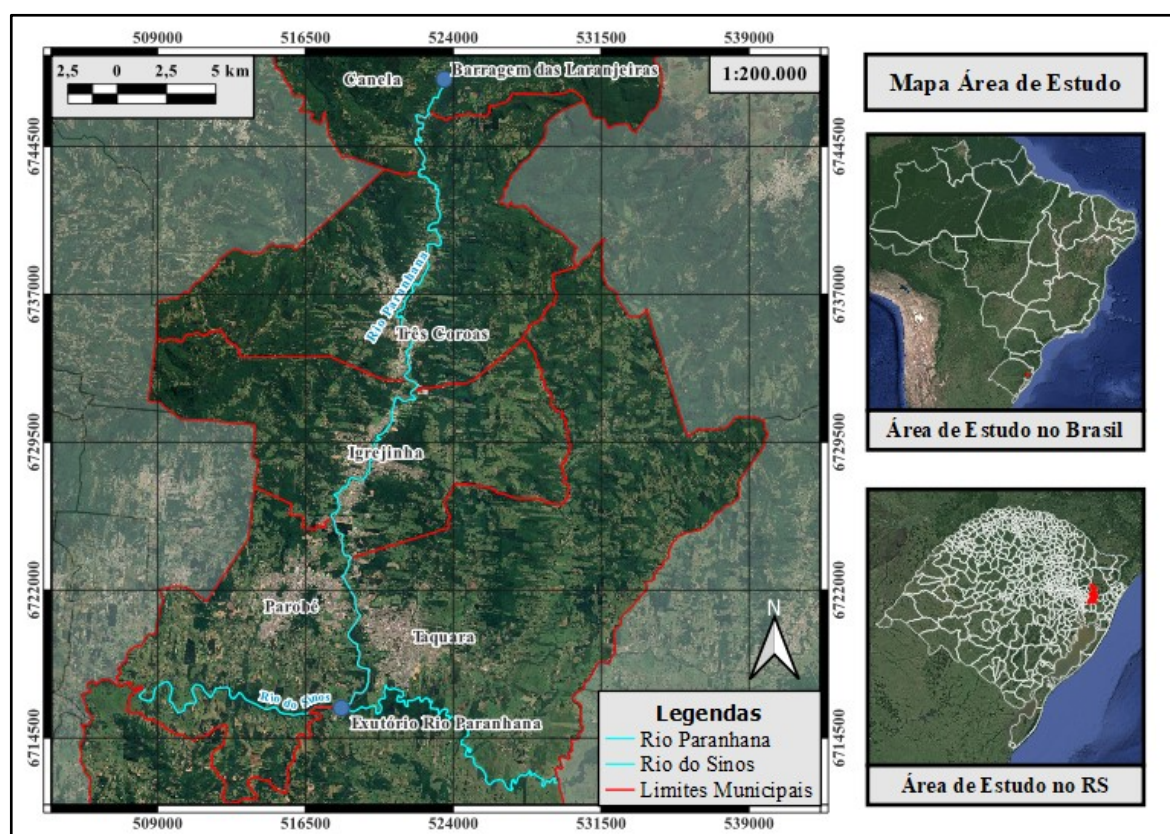 509000 516500 524000 531500 539000
2,5 0 2,5 5 km
Canela
Barragem das Laranjeiras
1:200.000
Mapa Área de Estudo
6744500
6744500
Rio Paranhana
6737000
6737000
Três Coroas
Área de Estudo no Brasil
6729500
6729500
Igrejinha
6722000
6722000
Parobé
Taquara
N
Rio do Sinos
Exutório Rio Paranhana
6714500
6714500
Legendas
Rio Paranhana
Rio do Sinos
Limites Municipais
Área de Estudo no RS
509000 516500 524000 531500 539000